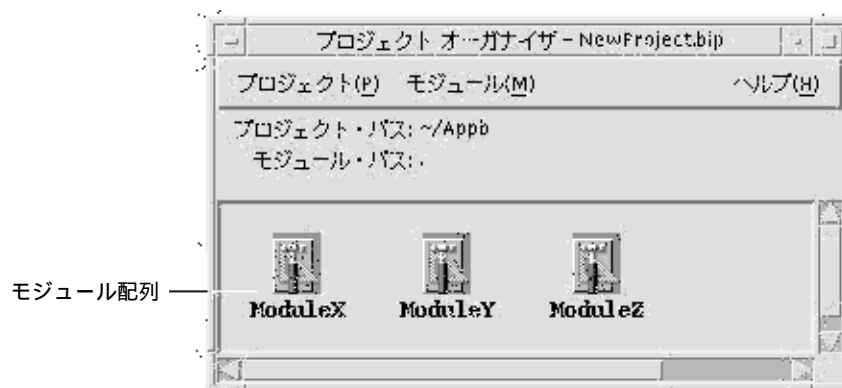 プロジェクト オーガナイザ – NewProject.bip
プロジェクト(P) モジュール(M) ヘルプ(H)
プロジェクト・パス: ~/Appb
モジュール・パス: .
モジュール配列
ModuleX ModuleY ModuleZ